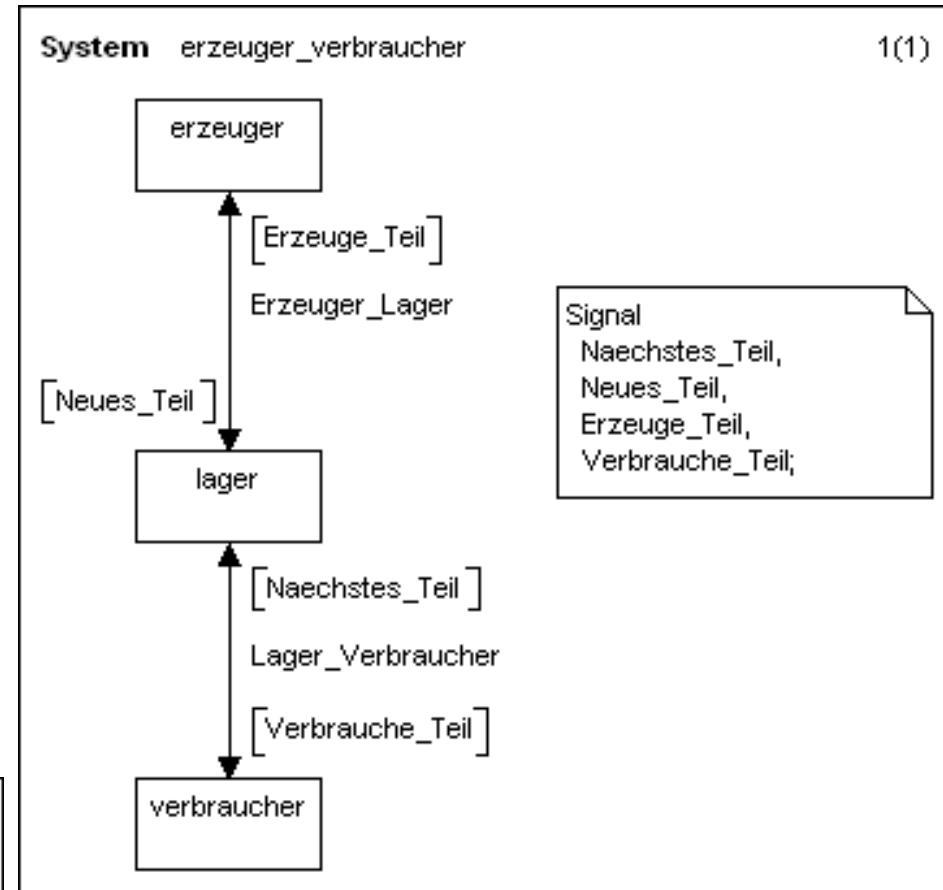 System erzeuger_verbraucher 1(1)
erzeuger
[Erzeuge_Teil]
Erzeuger_Lager
[Neues_Teil]
lager
[Naechstes_Teil]
Lager_Verbraucher
[Verbrauche_Teil]
verbraucher
Signal
Naechstes_Teil,
Neues_Teil,
Erzeuge_Teil,
Verbrauche_Teil;